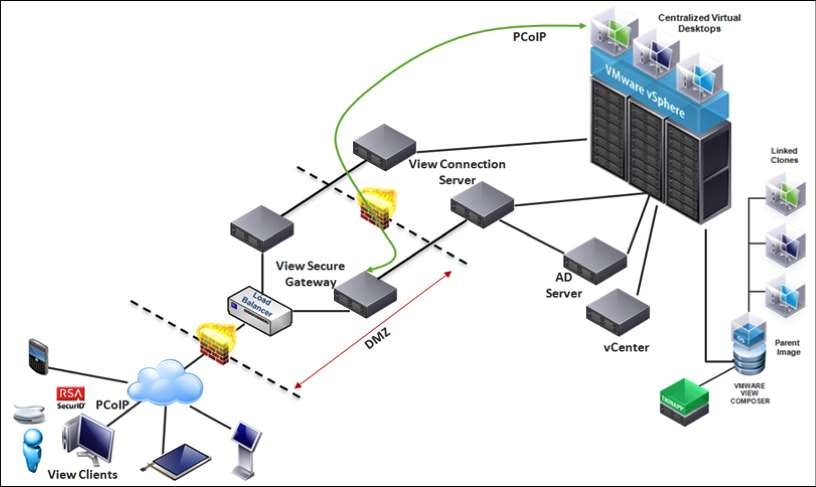 Centralized Virtual
Desktops
PCoIP
VMware vSphere
Linked
Clones
View Connection
Server
View Secure
Gateway
AD
Server
Load
Balancer
DMZ
vCenter
Parent
Image
RSA
SecurID
PCoIP
VMWARE
VIEW
COMPOSER
THINAPP
View Clients